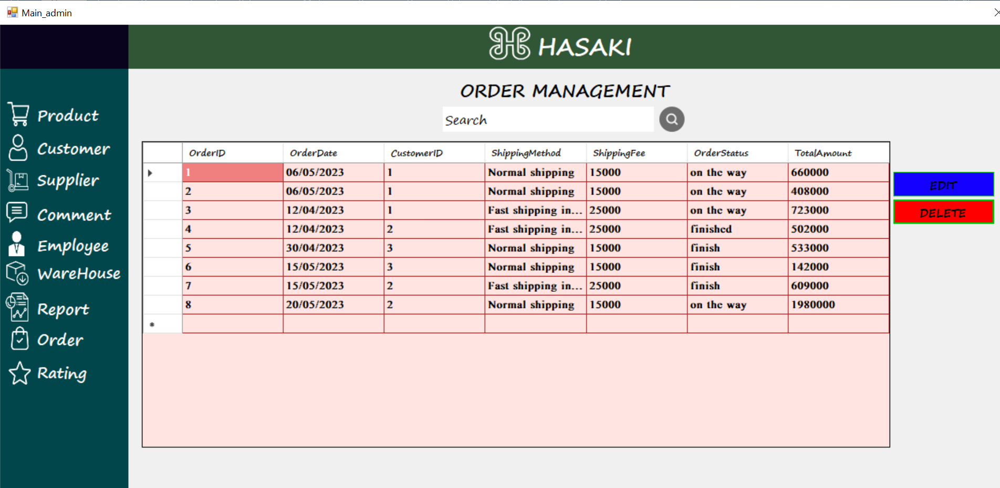 Main_admin
HASAKI
ORDER MANAGEMENT
Search
Product
Customer
Supplier
Comment
Employee
WareHouse
Report
Order
Rating
OrderID OrderDate CustomerID ShippingMethod ShippingFee OrderStatus TotalAmount
1 06/05/2023 1 Normal shipping 15000 on the way 660000
2 06/05/2023 1 Normal shipping 15000 on the way 408000
3 12/04/2023 1 Fast shipping in... 25000 on the way 723000
4 12/04/2023 2 Fast shipping in... 25000 finished 502000
5 30/04/2023 3 Normal shipping 15000 finish 533000
6 15/05/2023 3 Normal shipping 15000 finish 142000
7 15/05/2023 2 Fast shipping in... 25000 finish 609000
8 20/05/2023 2 Normal shipping 15000 on the way 1980000
EDIT
DELETE